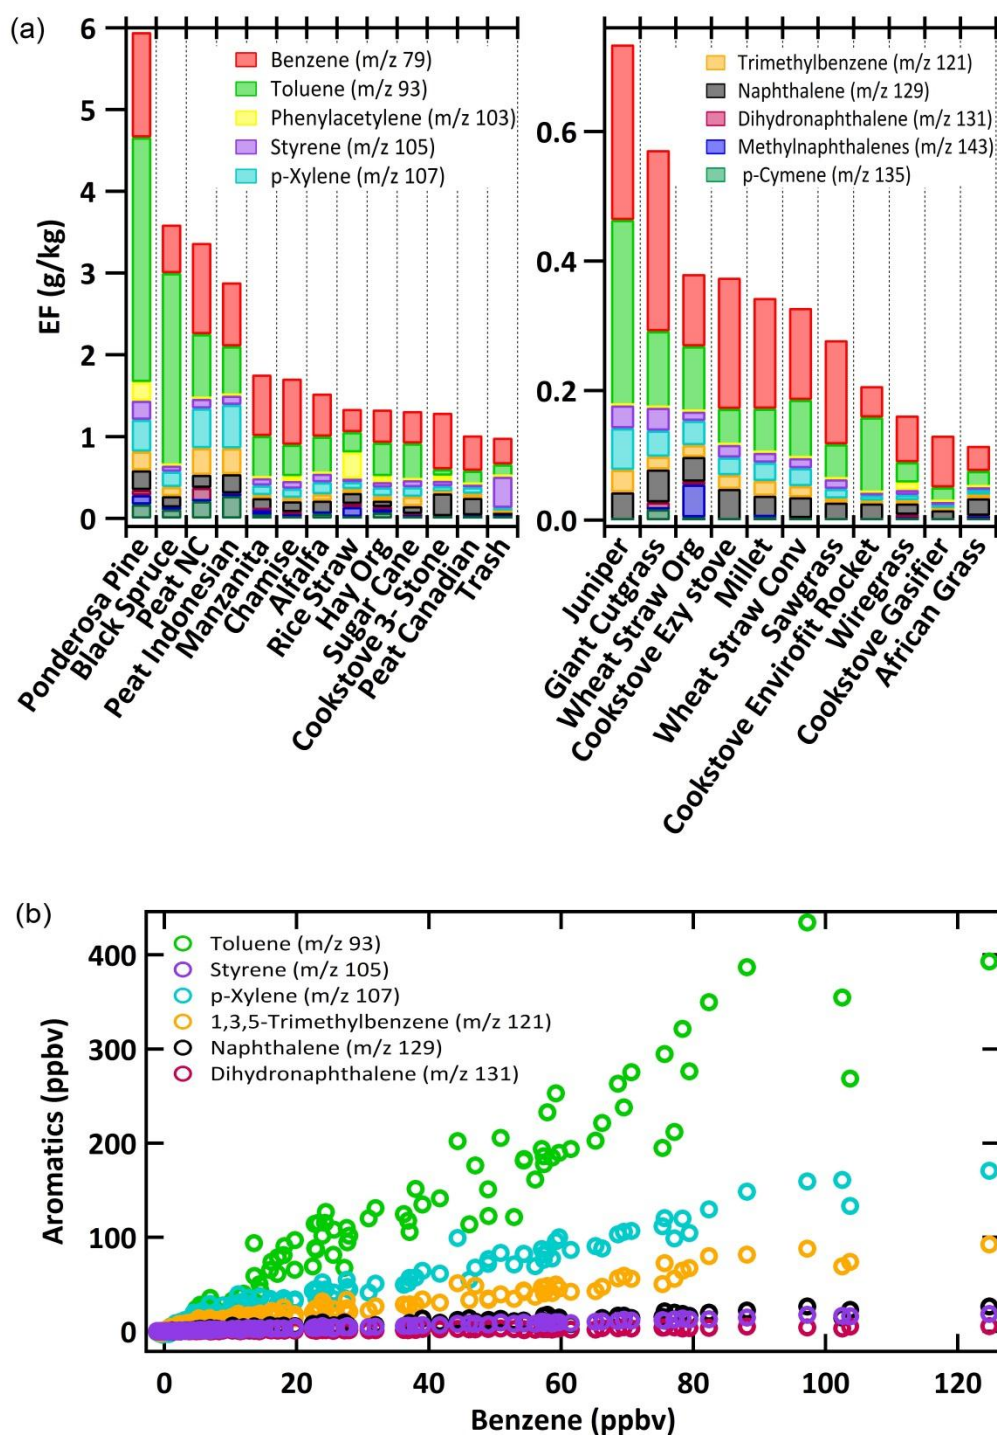 (a)
6
5
4
3
2
1
0
EF (g/kg)
Benzene (m/z 79)
Toluene (m/z 93)
Phenylacetylene (m/z 103)
Styrene (m/z 105)
p-Xylene (m/z 107)
Ponderosa Pine
Black Spruce
Peat NC
Peat Indonesian
Manzanita
Chamise
Alfalfa
Rice Straw
Hay Org
Sugar Cane
Cookstove 3- Stone
Peat Canadian
Trash
0.6
0.4
0.2
0.0
Trimethylbenzene (m/z 121)
Naphthalene (m/z 129)
Dihydronaphthalene (m/z 131)
Methylnaphthalenes (m/z 143)
p-Cymene (m/z 135)
Juniper
Giant Cutgrass
Wheat Straw Org
Cookstove Ezy stove
Millet
Wheat Straw Conv
Sawgrass
Cookstove Envirofit Rocket
Wiregrass
Cookstove Gasifier
African Grass
(b)
400
300
200
100
0
Aromatics (ppbv)
Toluene (m/z 93)
Styrene (m/z 105)
p-Xylene (m/z 107)
1,3,5-Trimethylbenzene (m/z 121)
Naphthalene (m/z 129)
Dihydronaphthalene (m/z 131)
0 20 40 60 80 100 120
Benzene (ppbv)